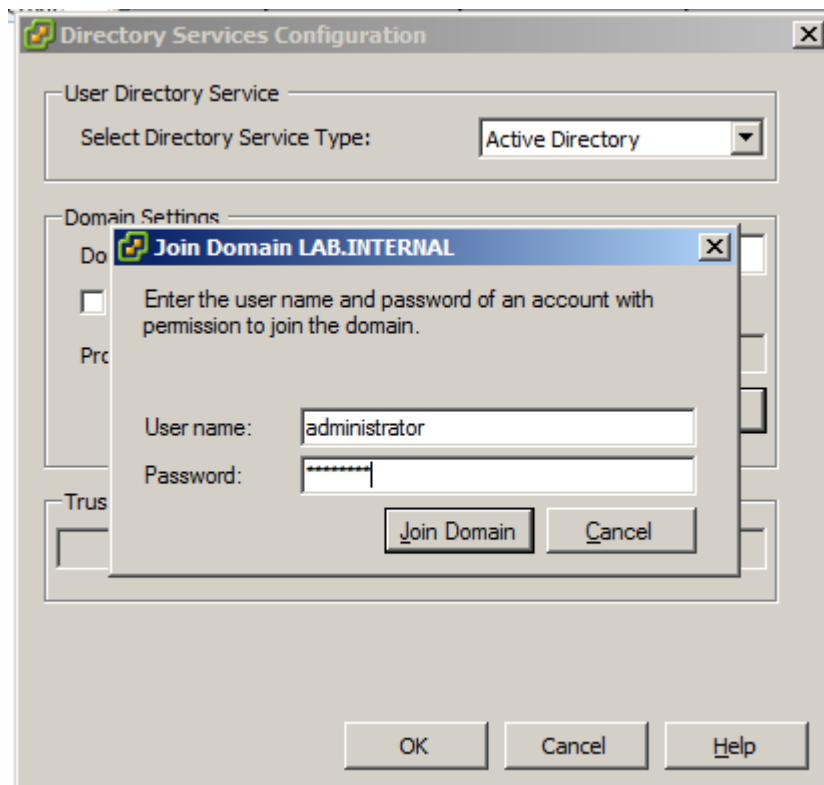 Directory Services Configuration
User Directory Service
Select Directory Service Type:
Active Directory
Domain Settings
Do
Join Domain LAB.INTERNAL
Enter the user name and password of an account with
permission to join the domain.
Pro
User name:
administrator
Password:
********
Trus
Join Domain
Cancel
OK
Cancel
Help